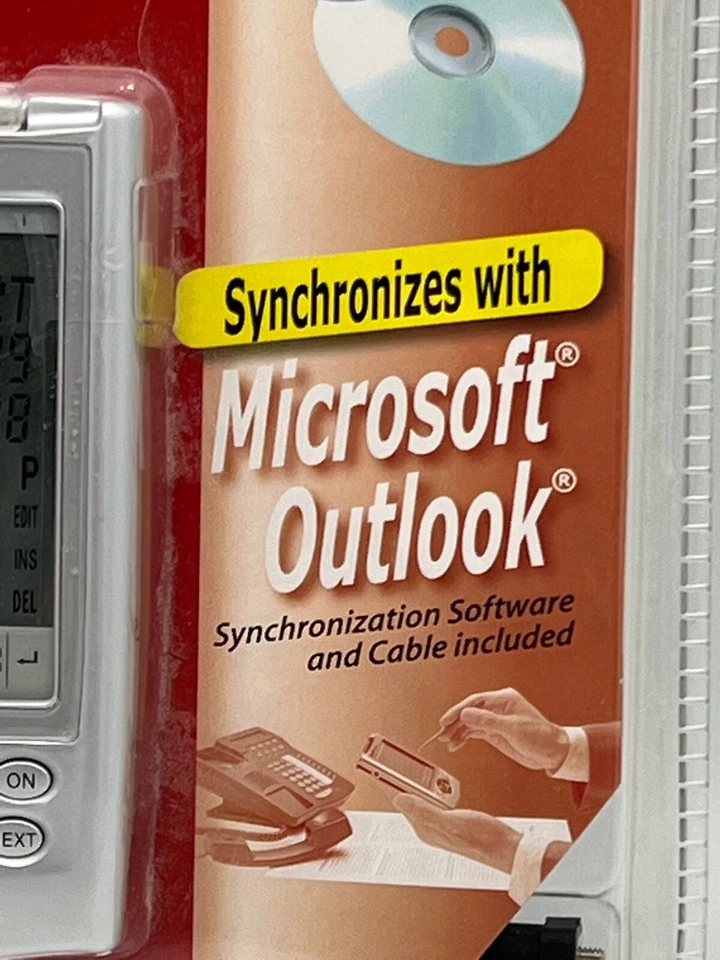 Synchronizes with
Microsoft®
Outlook®
Synchronization Software
and Cable included
P
EDIT
INS
DEL
ON
EXT